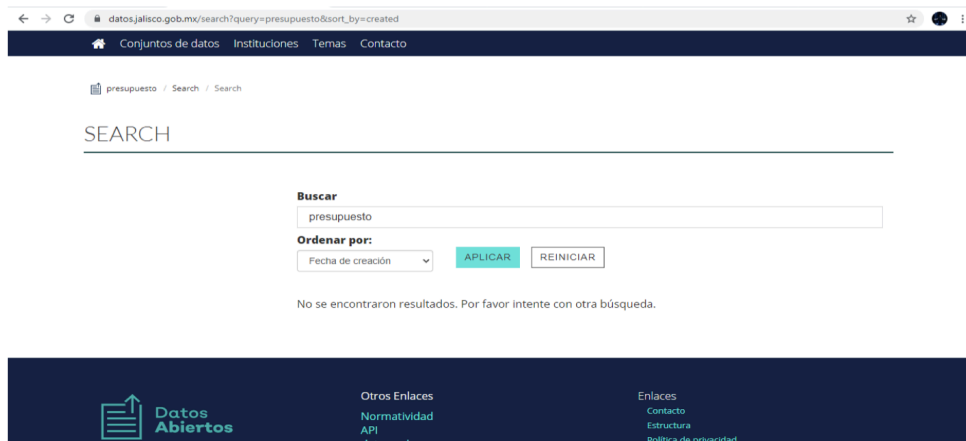 datos.jalisco.gob.mx/search?query=presupuesto&sort_by=created
Conjuntos de datos Instituciones Temas Contacto
presupuesto / Search / Search
SEARCH
Buscar
presupuesto
Ordenar por:
Fecha de creación APLICAR REINICIAR
No se encontraron resultados. Por favor intente con otra búsqueda.
Datos
Abiertos
Otros Enlaces
Normatividad
API
Enlaces
Contacto
Estructura
Política de privacidad